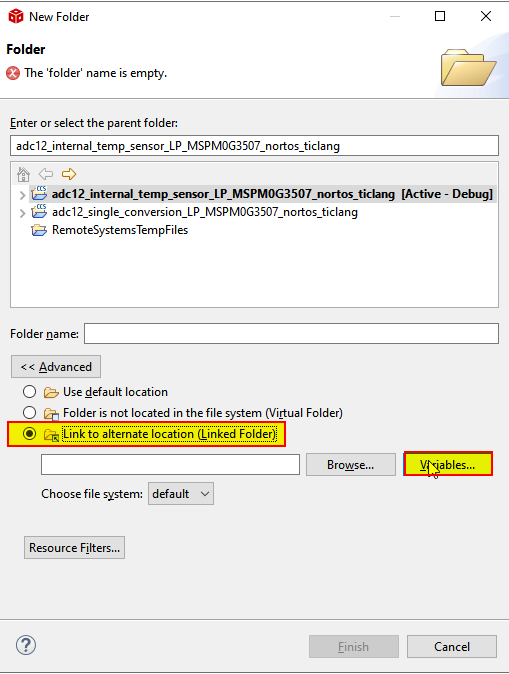 New Folder
Folder
The 'folder' name is empty.
Enter or select the parent folder:
adc12_internal_temp_sensor_LP_MSPM0G3507_nortos_ticlang
adc12_internal_temp_sensor_LP_MSPM0G3507_nortos_ticlang [Active - Debug]
adc12_single_conversion_LP_MSPM0G3507_nortos_ticlang
RemoteSystemsTempFiles
Folder name:
<< Advanced
Use default location
Folder is not located in the file system (Virtual Folder)
Link to alternate location (Linked Folder)
Browse... Variables...
Choose file system: default
Resource Filters...
? Finish Cancel